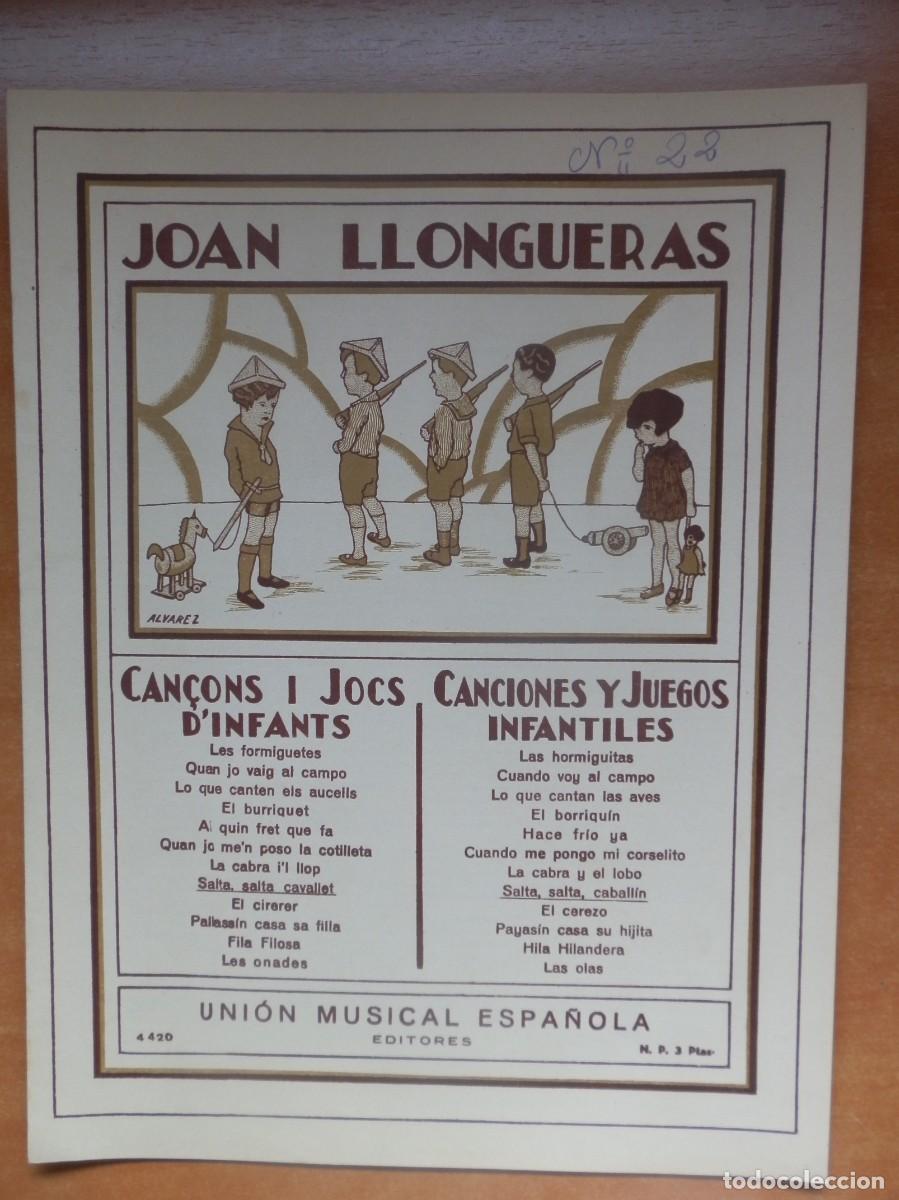 Nº 22
JOAN LLONGUERAS
ALVAREZ
CANÇONS I JOCS
D'INFANTS
Les formiguetes
Quan jo vaig al campo
Lo que canten els aucells
El burriquet
Ai quin fret que fa
Quan jo me'n poso la cotilleta
La cabra i'l llop
Salta, salta cavallet
El cirerer
Pallassín casa sa filla
Fila Filosa
Les onades
CANCIONES Y JUEGOS
INFANTILES
Las hormiguitas
Cuando voy al campo
Lo que cantan las aves
El borriquín
Hace frío ya
Cuando me pongo mi corselito
La cabra y el lobo
Salta, salta, caballín
El cerezo
Payasín casa su hijita
Hila Hilandera
Las olas
UNIÓN MUSICAL ESPAÑOLA
EDITORES
4420
N. P. 3 Ptas.
todocoleccion